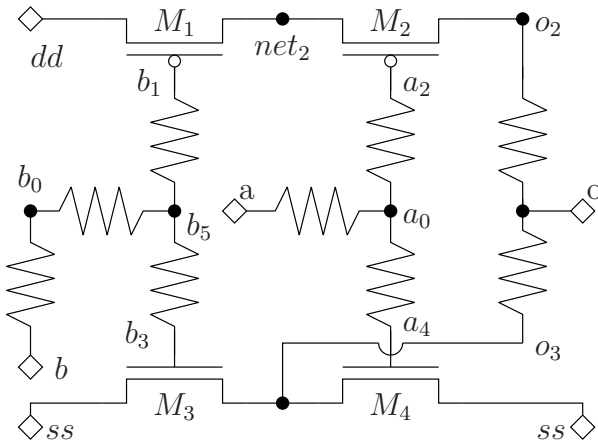 M₁
M₂
o₂
dd
net₂
b₁
a₂
b₀
a
o
b₅
a₀
b₃
a₄
o₃
b
M₃
M₄
ss
ss